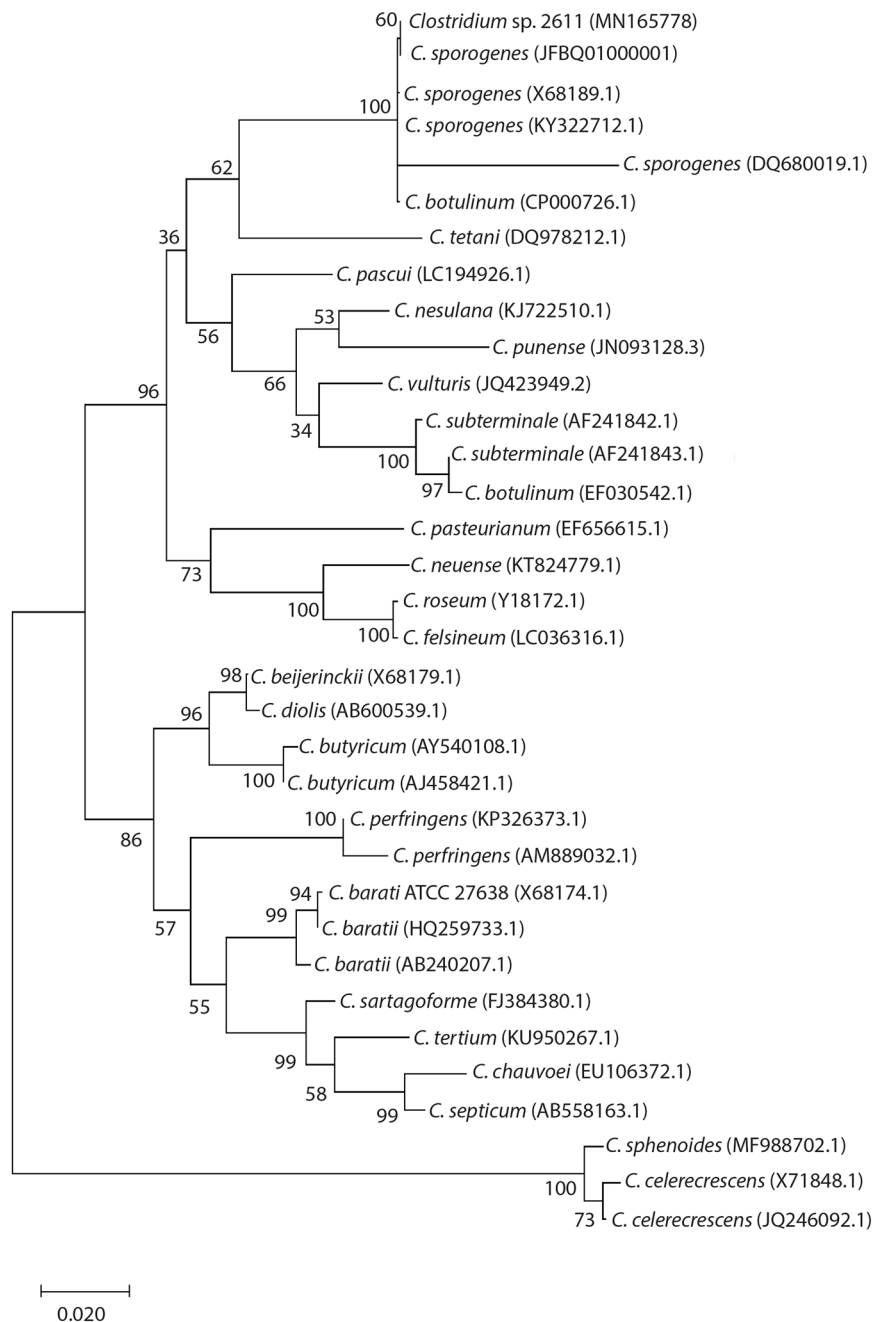 60 Clostridium sp. 2611 (MN165778)
C. sporogenes (JFBQ01000001)
C. sporogenes (X68189.1)
100
C. sporogenes (KY322712.1)
C. sporogenes (DQ680019.1)
62
C. botulinum (CP000726.1)
36 C. tetani (DQ978212.1)
C. pascui (LC194926.1)
C. nesulana (KJ722510.1)
53
56
C. punense (JN093128.3)
66 C. vulturis (JQ423949.2)
96
C. subterminale (AF241842.1)
34
C. subterminale (AF241843.1)
100
97 C. botulinum (EF030542.1)
C. pasteurianum (EF656615.1)
C. neuense (KT824779.1)
73
C. roseum (Y18172.1)
100
100 C. felsineum (LC036316.1)
98 C. beijerinckii (X68179.1)
C. diolis (AB600539.1)
96
C. butyricum (AY540108.1)
100 C. butyricum (AJ458421.1)
100 C. perfringens (KP326373.1)
86
C. perfringens (AM889032.1)
94 C. barati ATCC 27638 (X68174.1)
99
C. baratii (HQ259733.1)
57
C. baratii (AB240207.1)
C. sartagoforme (FJ384380.1)
55
C. tertium (KU950267.1)
99
C. chauvoei (EU106372.1)
58
99 C. septicum (AB558163.1)
C. sphenoides (MF988702.1)
C. celerecrescens (X71848.1)
100
73 C. celerecrescens (JQ246092.1)
0.020